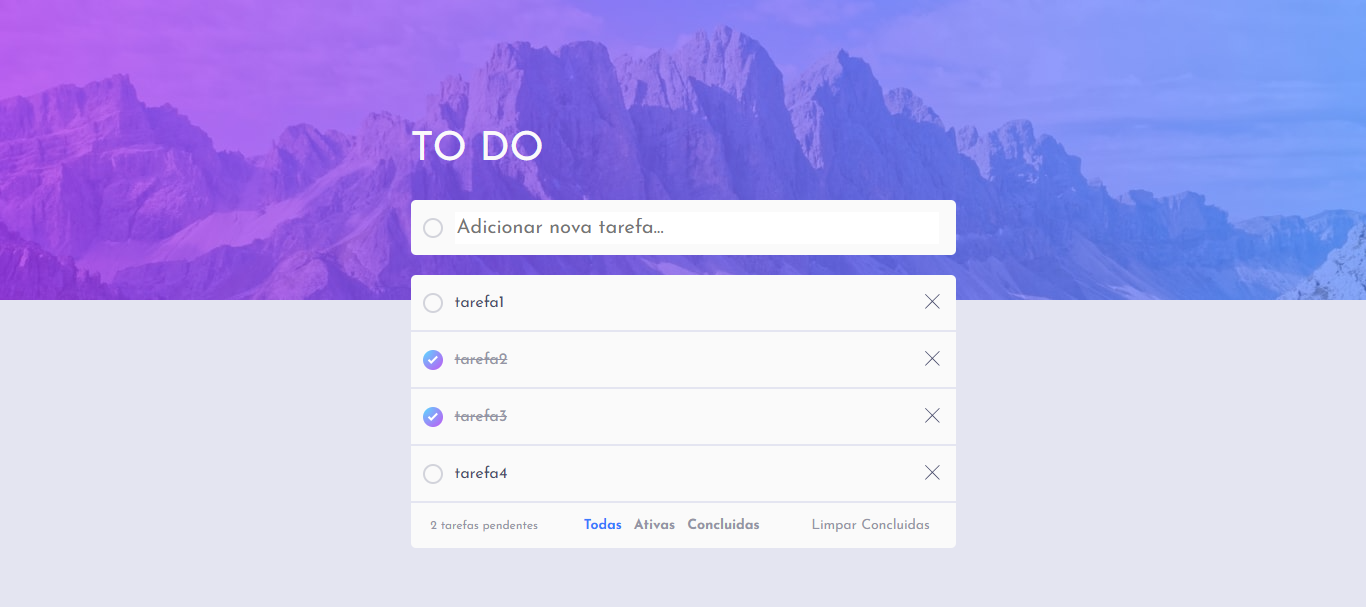 TO DO
Adicionar nova tarefa...
tarefa1
tarefa2
tarefa3
tarefa4
2 tarefas pendentes Todas Ativas Concluidas Limpar Concluidas